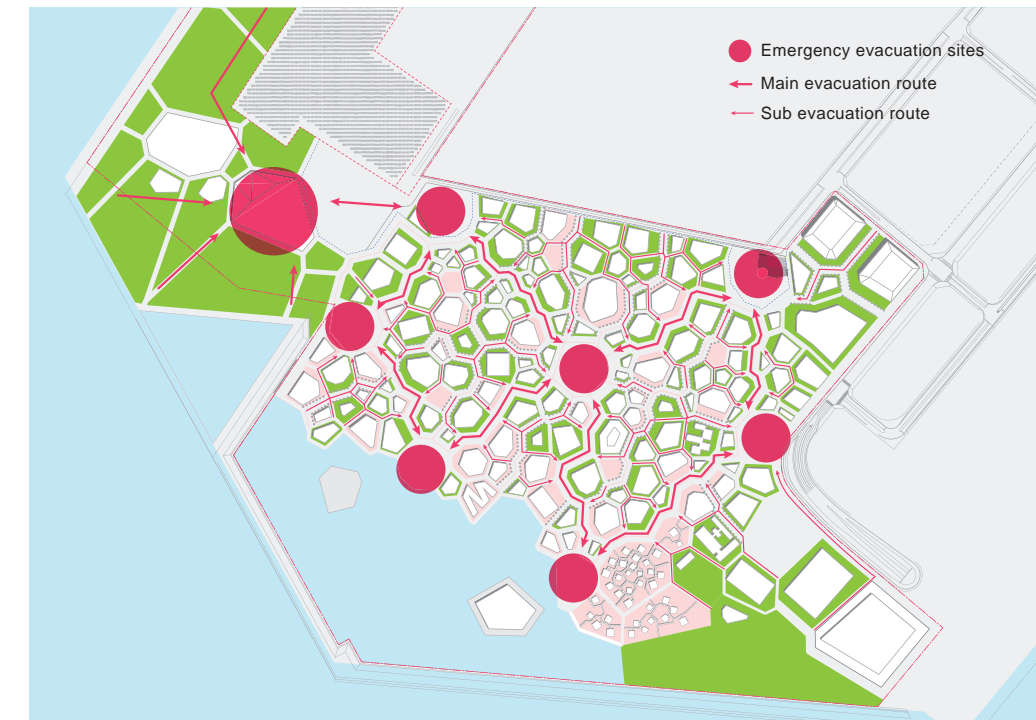 Emergency evacuation sites
Main evacuation route
Sub evacuation route